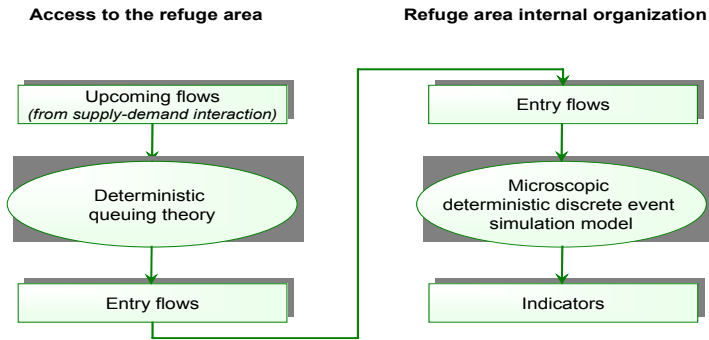 Access to the refuge area
Upcoming flows
(from supply-demand interaction)
Deterministic
queuing theory
Entry flows
Refuge area internal organization
Entry flows
Microscopic
deterministic discrete event
simulation model
Indicators